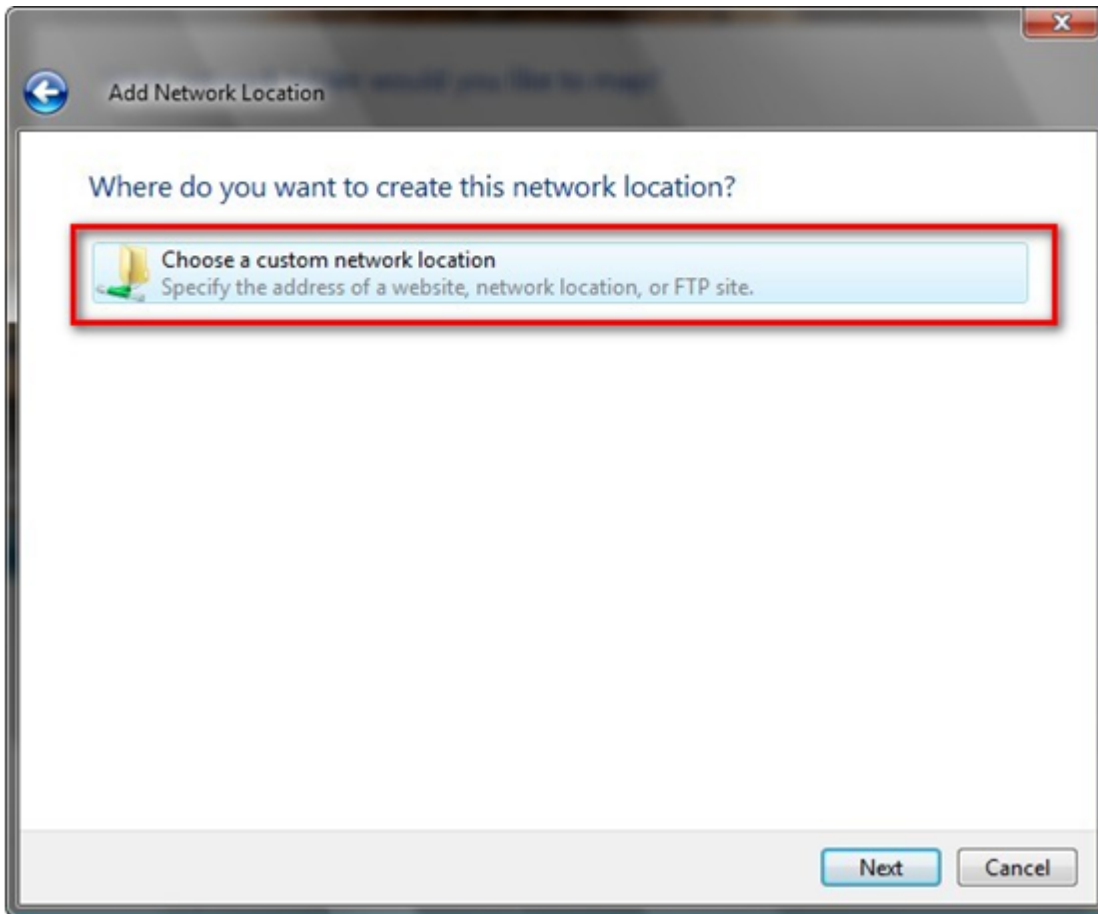 Add Network Location
Where do you want to create this network location?
Choose a custom network location
Specify the address of a website, network location, or FTP site.
Next Cancel